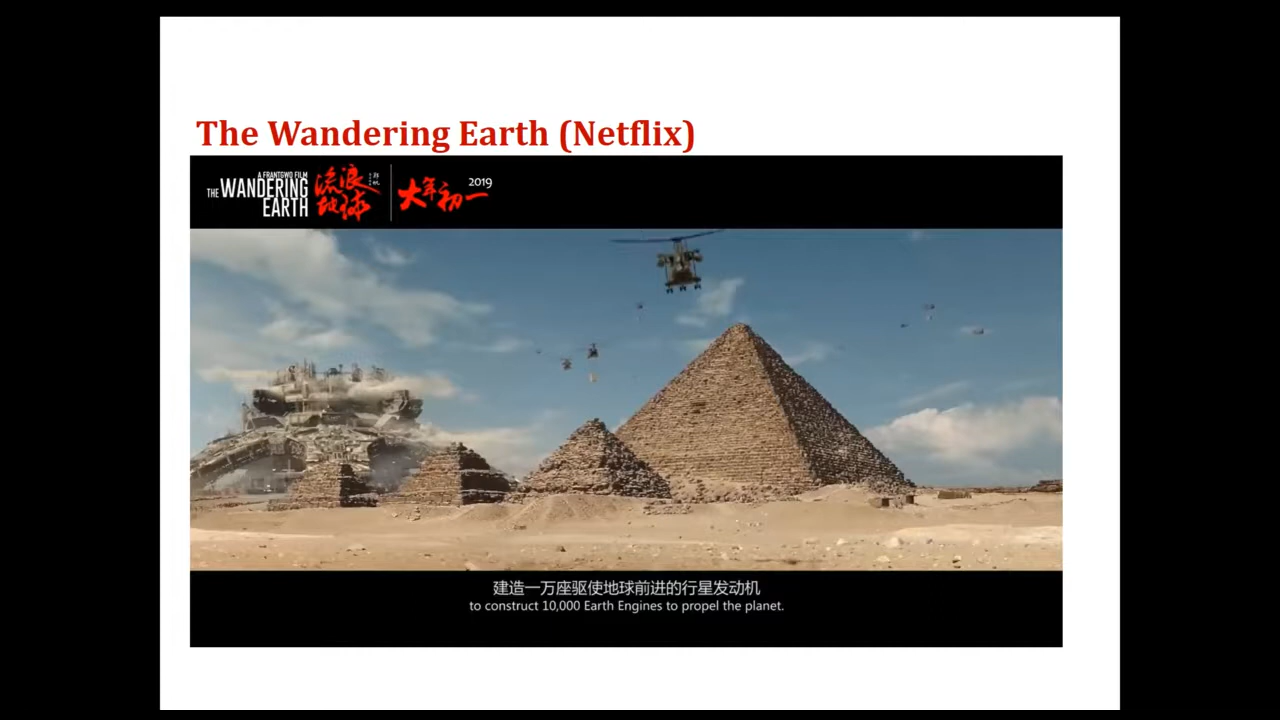 The Wandering Earth (Netflix)
A FRANTGWO FILM
THE WANDERING
EARTH
流浪
地球
大年初一
2019
建造一万座驱使地球前进的行星发动机
to construct 10,000 Earth Engines to propel the planet.